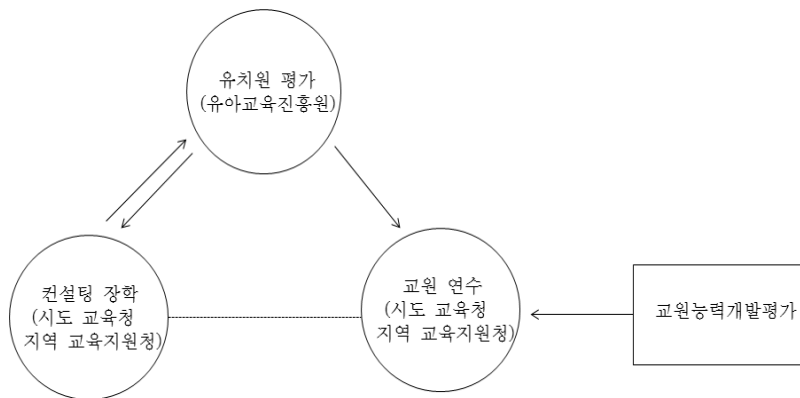 유치원 평가
(유아교육진흥원)
컨설팅 장학
(시도 교육청
지역 교육지원청)
교원 연수
(시도 교육청
지역 교육지원청)
교원능력개발평가